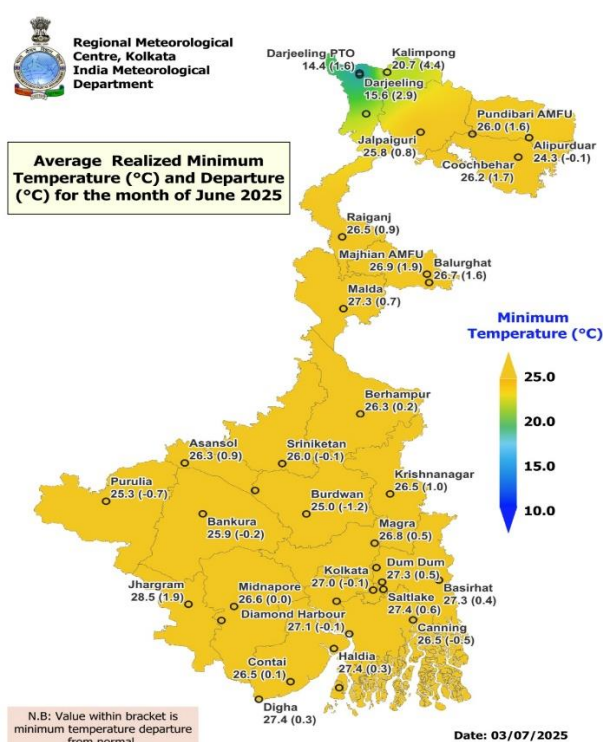 Regional Meteorological
Centre, Kolkata
India Meteorological
Department
Average Realized Minimum
Temperature (°C) and Departure
(°C) for the month of June 2025
Darjeeling PTO
14.4 (1.6)
Kalimpong
20.7 (4.4)
Darjeeling
15.6 (2.9)
Pundibari AMFU
26.0 (1.6)
Jalpaiguri
25.8 (0.8)
Alipurduar
24.3 (-0.1)
Coochbehar
26.2 (1.7)
Raiganj
26.5 (0.9)
Majhian AMFU
26.9 (1.9)
Balurghat
26.7 (1.6)
Malda
27.3 (0.7)
Minimum
Temperature (°C)
25.0
20.0
15.0
10.0
Berhampur
26.3 (0.2)
Asansol
26.3 (0.9)
Sriniketan
26.0 (-0.1)
Purulia
25.3 (-0.7)
Krishnanagar
26.5 (1.0)
Burdwan
25.0 (-1.2)
Bankura
25.9 (-0.2)
Magra
26.8 (0.5)
Kolkata
27.0 (-0.1)
Dum Dum
27.3 (0.5)
Jhargram
28.5 (1.9)
Midnapore
26.6 (0.0)
Saltlake
27.4 (0.6)
Basirhat
27.3 (0.4)
Diamond Harbour
27.1 (-0.1)
Canning
26.5 (-0.5)
Contai
26.5 (0.1)
Haldia
27.4 (0.3)
Digha
27.4 (0.3)
N.B: Value within bracket is
minimum temperature departure
from normal
Date: 03/07/2025